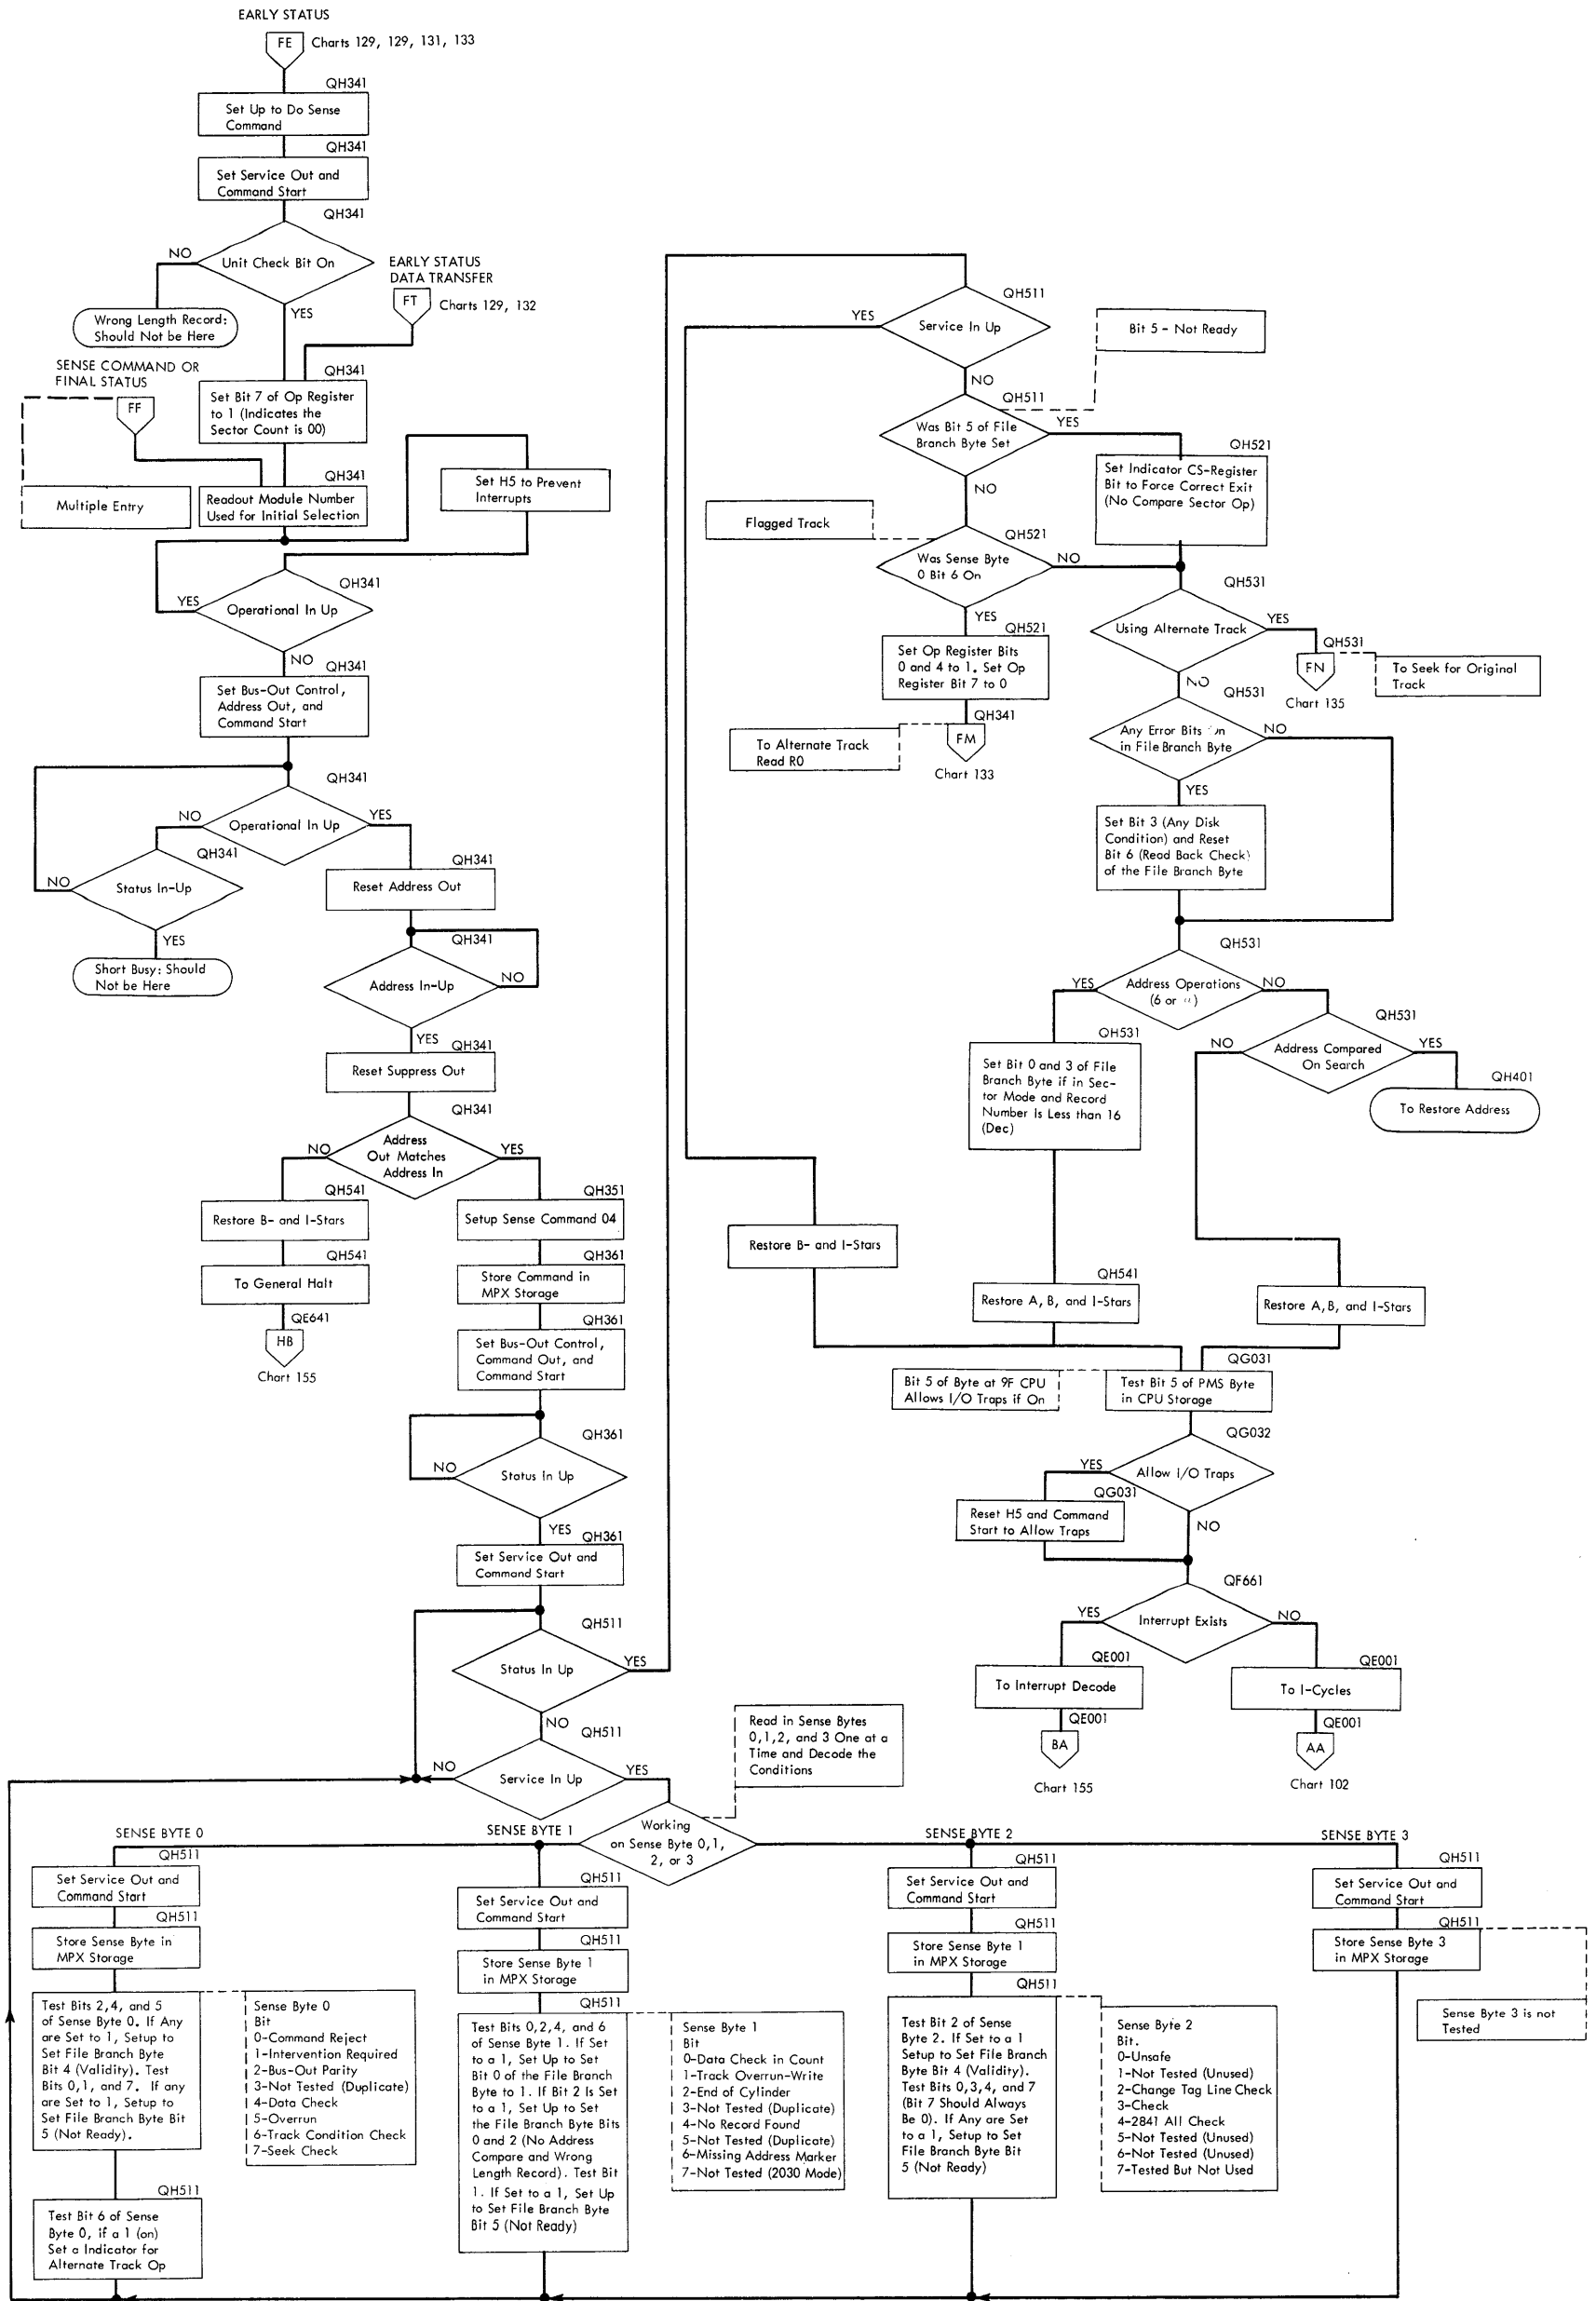 EARLY STATUS
FE
Charts 129, 129, 131, 133
QH341
Set Up to Do Sense
Command
QH341
Set Service Out and
Command Start
QH341
Unit Check Bit On
NO
YES
Wrong Length Record:
Should Not be Here
EARLY STATUS
DATA TRANSFER
FT
Charts 129, 132
SENSE COMMAND OR
FINAL STATUS
FF
Multiple Entry
QH341
Set Bit 7 of Op Register
to 1 (Indicates the
Sector Count is 00)
QH341
Readout Module Number
Used for Initial Selection
Set H5 to Prevent
Interrupts
QH341
Operational In Up
YES
NO
QH341
Set Bus-Out Control,
Address Out, and
Command Start
QH341
Operational In Up
NO
YES
QH341
Status In-Up
NO
YES
Short Busy: Should
Not be Here
QH341
Reset Address Out
QH341
Address In-Up
NO
YES
QH341
Reset Suppress Out
QH341
Address
Out Matches
Address In
NO
YES
QH541
Restore B- and I-Stars
QH541
To General Halt
QE641
HB
Chart 155
QH351
Setup Sense Command 04
QH361
Store Command in
MPX Storage
QH361
Set Bus-Out Control,
Command Out, and
Command Start
QH361
Status In Up
NO
YES
QH361
Set Service Out and
Command Start
QH511
Status In Up
YES
NO
QH511
Service In Up
NO
YES
Read in Sense Bytes
0,1,2, and 3 One at a
Time and Decode the
Conditions
Working
on Sense Byte 0,1,
2, or 3
QH511
Service In Up
YES
NO
Bit 5 - Not Ready
QH511
Was Bit 5 of File
Branch Byte Set
YES
NO
QH521
Set Indicator CS-Register
Bit to Force Correct Exit
(No Compare Sector Op)
Flagged Track
QH521
Was Sense Byte
0 Bit 6 On
NO
YES
QH521
Set Op Register Bits
0 and 4 to 1. Set Op
Register Bit 7 to 0
QH341
FM
Chart 133
To Alternate Track
Read R0
QH531
Using Alternate Track
YES
NO
QH531
FN
Chart 135
To Seek for Original
Track
QH531
Any Error Bits
in File Branch Byte
NO
YES
Set Bit 3 (Any Disk
Condition) and Reset
Bit 6 (Read Back Check)
of the File Branch Byte
QH531
Address Operations
(6 or
YES
NO
QH531
Set Bit 0 and 3 of File
Branch Byte if in Sec-
tor Mode and Record
Number Is Less than 16
(Dec)
QH531
Address Compared
On Search
NO
YES
QH401
To Restore Address
Restore B- and I-Stars
QH541
Restore A, B, and I-Stars
Restore A, B, and I-Stars
Bit 5 of Byte at 9F CPU
Allows I/O Traps if On
QG031
Test Bit 5 of PMS Byte
in CPU Storage
QG032
Allow I/O Traps
YES
NO
QG031
Reset H5 and Command
Start to Allow Traps
QF661
Interrupt Exists
YES
NO
QE001
To Interrupt Decode
QE001
BA
Chart 155
QE001
To I-Cycles
QE001
AA
Chart 102
SENSE BYTE 0
QH511
Set Service Out and
Command Start
QH511
Store Sense Byte in
MPX Storage
Test Bits 2,4, and 5
of Sense Byte 0. If Any
are Set to 1, Setup to
Set File Branch Byte
Bit 4 (Validity). Test
Bits 0,1, and 7. If any
are Set to 1, Setup to
Set File Branch Byte Bit
5 (Not Ready).
Sense Byte 0
Bit
0-Command Reject
1-Intervention Required
2-Bus-Out Parity
3-Not Tested (Duplicate)
4-Data Check
5-Overrun
6-Track Condition Check
7-Seek Check
QH511
Test Bit 6 of Sense
Byte 0, if a 1 (on)
Set a Indicator for
Alternate Track Op
SENSE BYTE 1
QH511
Set Service Out and
Command Start
QH511
Store Sense Byte 1
in MPX Storage
QH511
Test Bits 0,2,4, and 6
of Sense Byte 1. If Set
to a 1, Set Up to Set
Bit 0 of the File Branch
Byte to 1. If Bit 2 Is Set
to a 1, Set Up to Set
the File Branch Byte Bits
0 and 2 (No Address
Compare and Wrong
Length Record). Test Bit
1. If Set to a 1, Set Up
to Set File Branch Byte
Bit 5 (Not Ready)
Sense Byte 1
Bit
0-Data Check in Count
1-Track Overrun-Write
2-End of Cylinder
3-Not Tested (Duplicate)
4-No Record Found
5-Not Tested (Duplicate)
6-Missing Address Marker
7-Not Tested (2030 Mode)
SENSE BYTE 2
QH511
Set Service Out and
Command Start
QH511
Store Sense Byte 1
in MPX Storage
QH511
Test Bit 2 of Sense
Byte 2. If Set to a 1
Setup to Set File Branch
Byte Bit 4 (Validity).
Test Bits 0,3,4, and 7
(Bit 7 Should Always
Be 0). If Any are Set
to a 1, Setup to Set
File Branch Byte Bit
5 (Not Ready)
Sense Byte 2
Bit.
0-Unsafe
1-Not Tested (Unused)
2-Change Tag Line Check
3-Check
4-2841 All Check
5-Not Tested (Unused)
6-Not Tested (Unused)
7-Tested But Not Used
SENSE BYTE 3
QH511
Set Service Out and
Command Start
QH511
Store Sense Byte 3
in MPX Storage
Sense Byte 3 is not
Tested